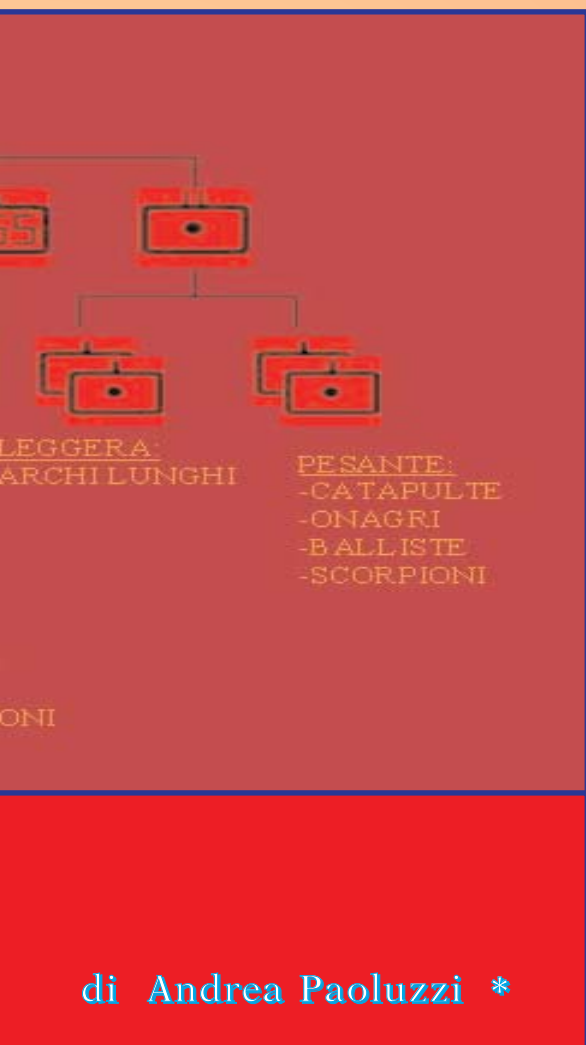 LEGGERA:
ARCHI LUNGHI
PESANTE:
-CATAPULTE
-ONAGRI
-BALLISTE
-SCORPIONI
ONI
di Andrea Paoluzzi *